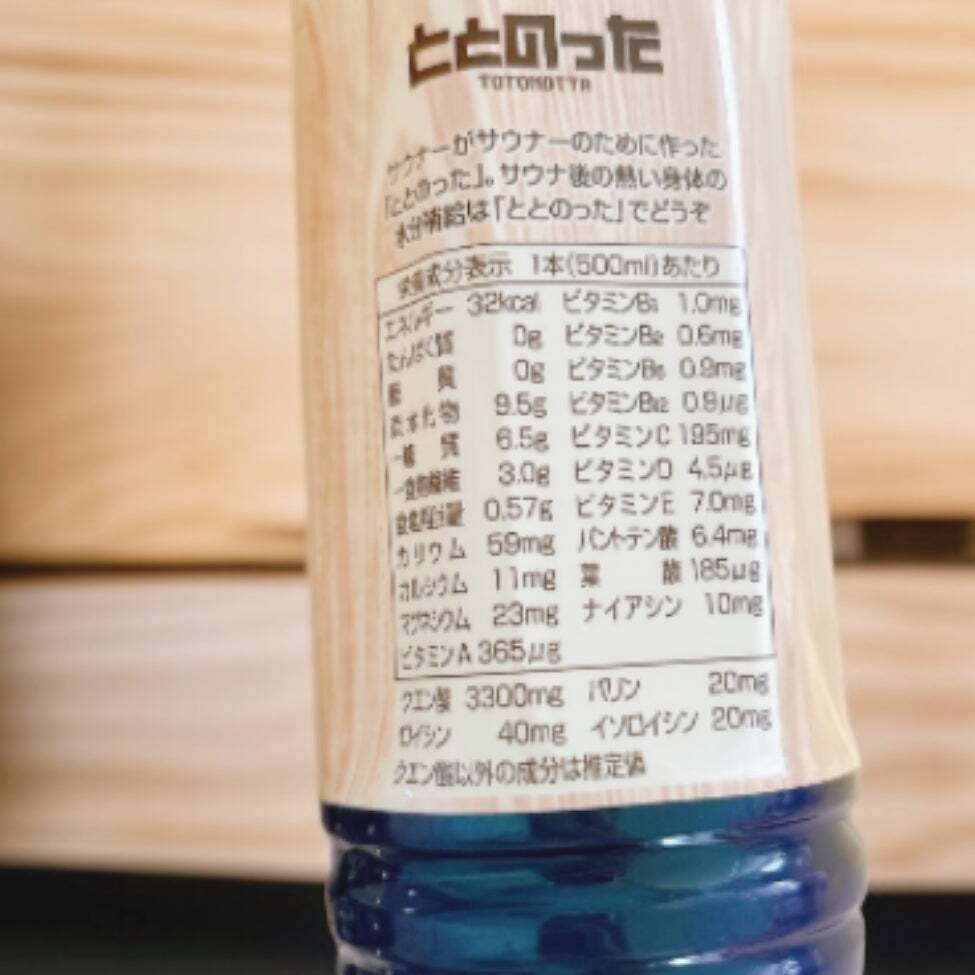 ととのった
TOTONOTTA
サウナーがサウナーのために作った
「ととのった」。サウナ後の熱い身体の
水分補給は「ととのった」でどうぞ
栄養成分表示 1本(500ml)あたり
エネルギー 32kcal ビタミンB1 1.0mg
たんぱく質 0g ビタミンB2 0.6mg
脂質 0g ビタミンB6 0.9mg
炭水化物 9.5g ビタミンB12 0.9μg
－糖質 6.5g ビタミンC 195mg
－食物繊維 3.0g ビタミンD 4.5μg
食塩相当量 0.57g ビタミンE 7.0mg
カリウム 59mg パントテン酸 6.4mg
カルシウム 11mg 葉酸 185μg
マグネシウム 23mg ナイアシン 10mg
ビタミンA 365μg
クエン酸 3300mg バリン 20mg
ロイシン 40mg イソロイシン 20mg
クエン酸以外の成分は推定値